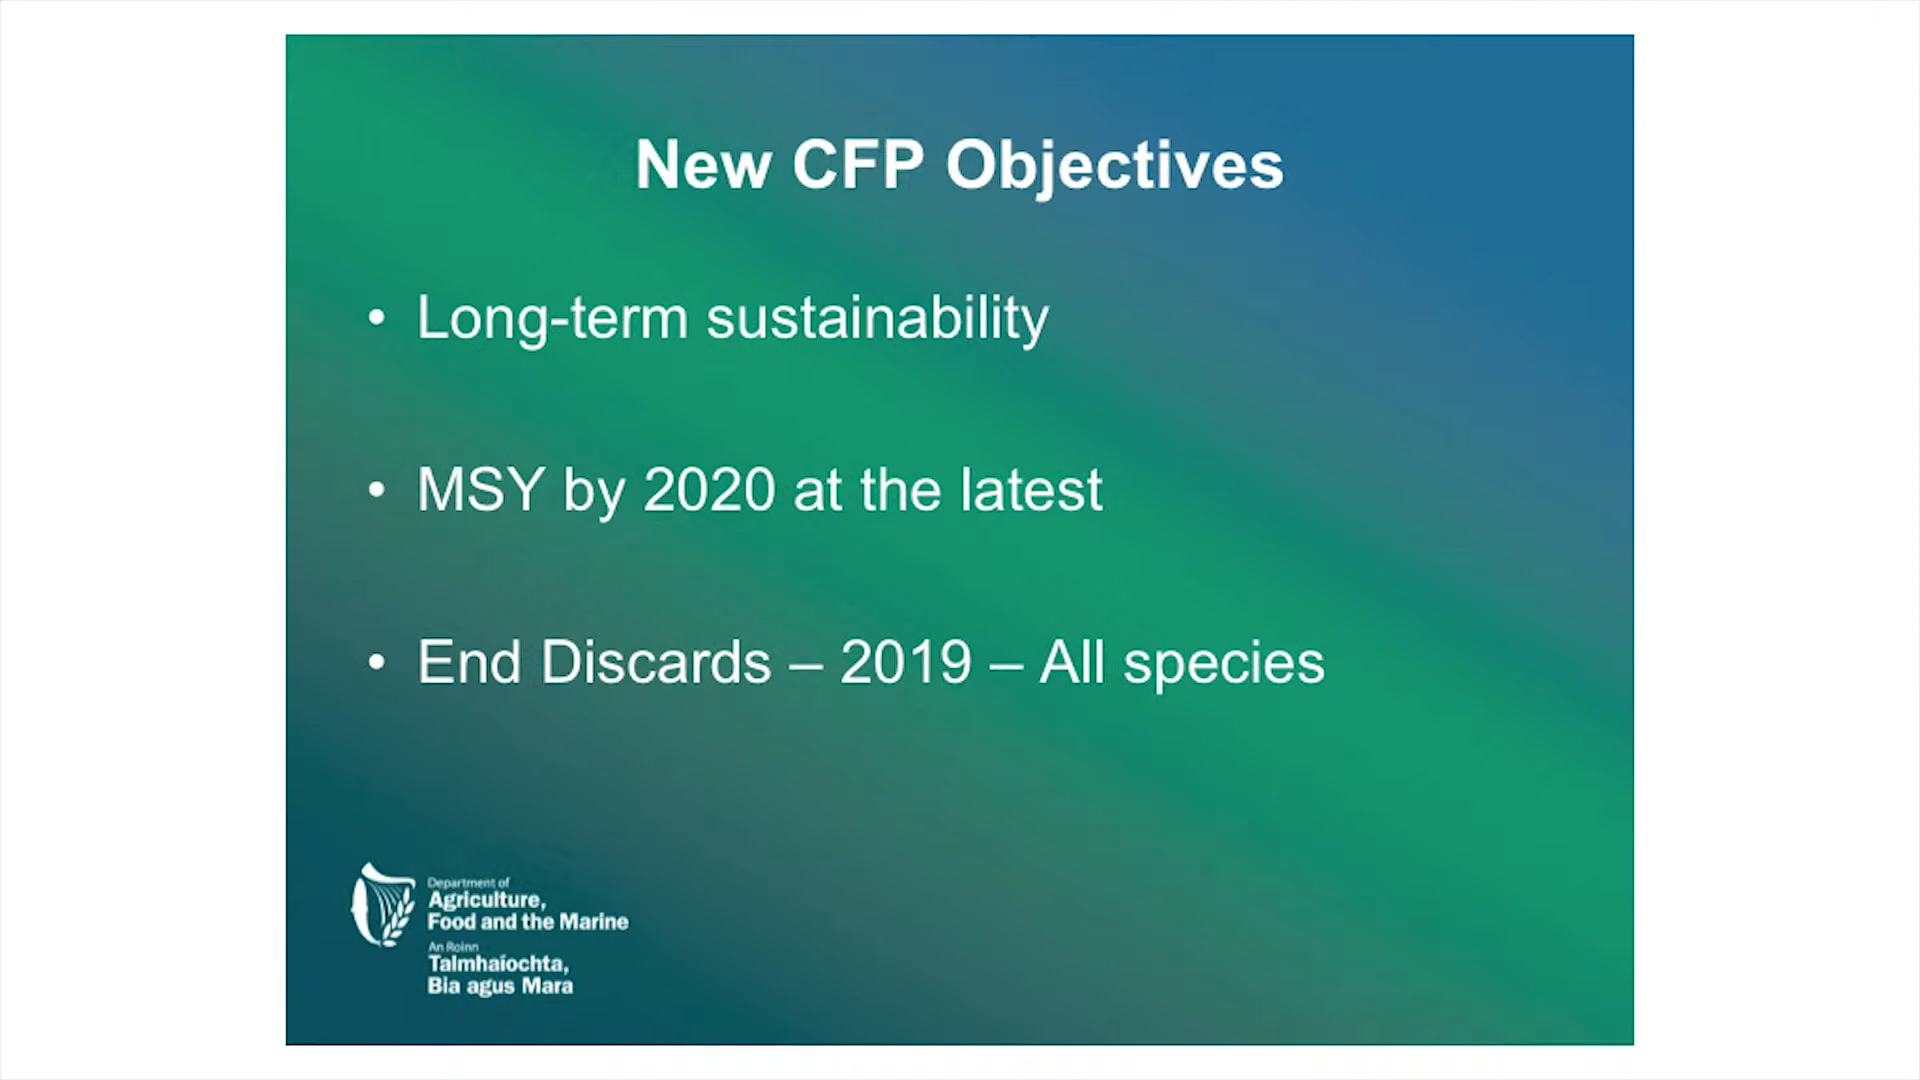 New CFP Objectives
• Long-term sustainability
• MSY by 2020 at the latest
• End Discards – 2019 – All species
Department of
Agriculture,
Food and the Marine
An Roinn
Talmhaíochta,
Bia agus Mara